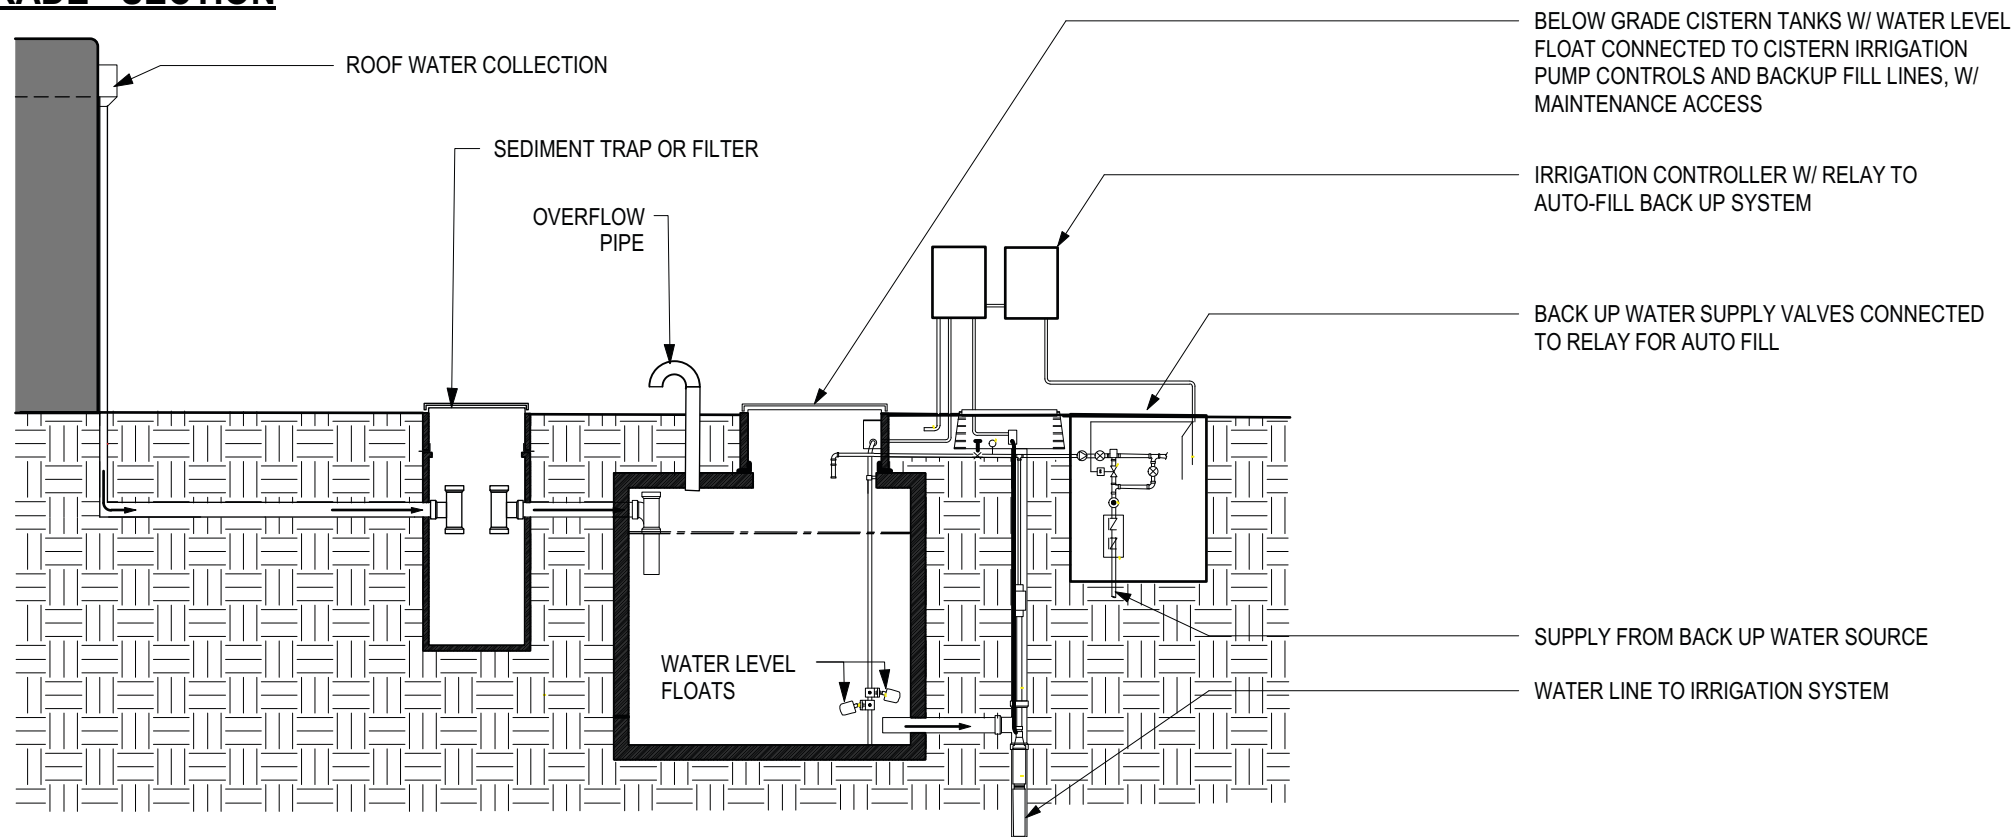 SECTION
ROOF WATER COLLECTION
SEDIMENT TRAP OR FILTER
OVERFLOW
PIPE
BELOW GRADE CISTERN TANKS W/ WATER LEVEL
FLOAT CONNECTED TO CISTERN IRRIGATION
PUMP CONTROLS AND BACKUP FILL LINES, W/
MAINTENANCE ACCESS
IRRIGATION CONTROLLER W/ RELAY TO
AUTO-FILL BACK UP SYSTEM
BACK UP WATER SUPPLY VALVES CONNECTED
TO RELAY FOR AUTO FILL
WATER LEVEL
FLOATS
SUPPLY FROM BACK UP WATER SOURCE
WATER LINE TO IRRIGATION SYSTEM